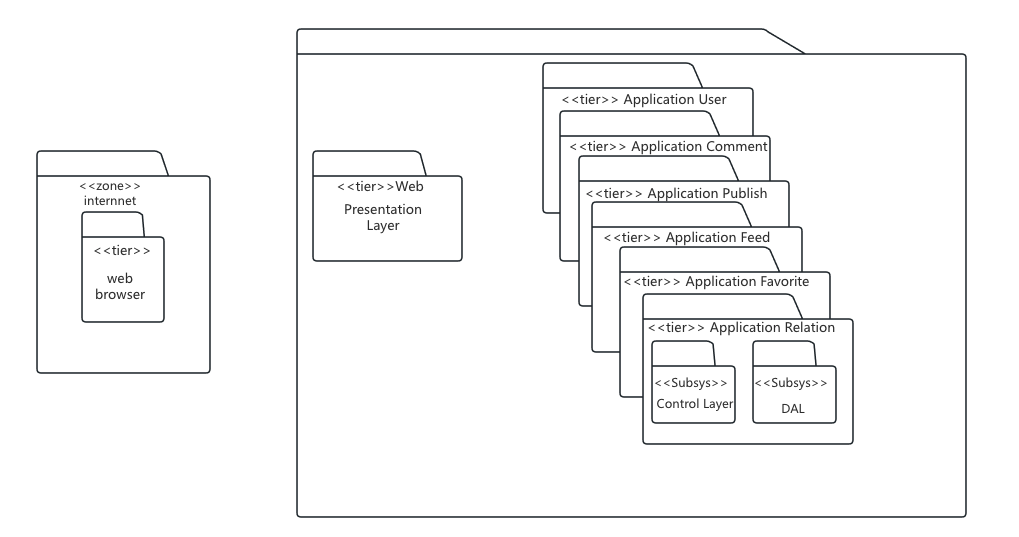 <<zone>>
internnet
<<tier>>
web
browser
<<tier>>Web
Presentation
Layer
<<tier>> Application User
<<tier>> Application Comment
<<tier>> Application Publish
<<tier>> Application Feed
<<tier>> Application Favorite
<<tier>> Application Relation
<<Subsys>>
Control Layer
<<Subsys>>
DAL